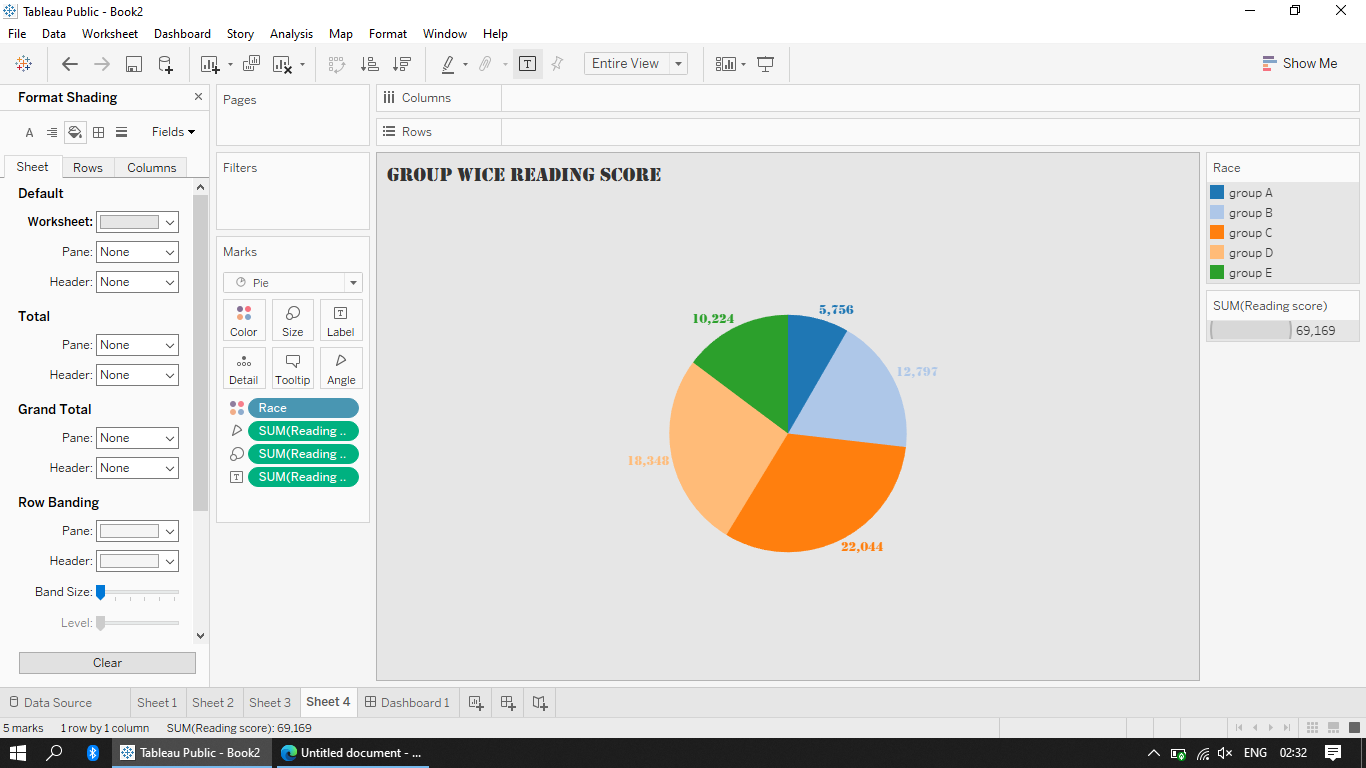 Tableau Public - Book2
File Data Worksheet Dashboard Story Analysis Map Format Window Help
Entire View
Show Me
Format Shading
Fields
Sheet Rows Columns
Default
Worksheet:
Pane: None
Header: None
Total
Pane: None
Header: None
Grand Total
Pane: None
Header: None
Row Banding
Pane:
Header:
Band Size:
Level:
Clear
Pages
Filters
Marks
Pie
Color Size Label
Detail Tooltip Angle
Race
SUM(Reading ..
SUM(Reading ..
SUM(Reading ..
Columns
Rows
GROUP WICE READING SCORE
5,756
10,224
12,797
18,348
22,044
Race
group A
group B
group C
group D
group E
SUM(Reading score)
69,169
Data Source Sheet 1 Sheet 2 Sheet 3 Sheet 4 Dashboard 1
5 marks 1 row by 1 column SUM(Reading score): 69,169
Tableau Public - Book2 Untitled document - ... ENG 02:32